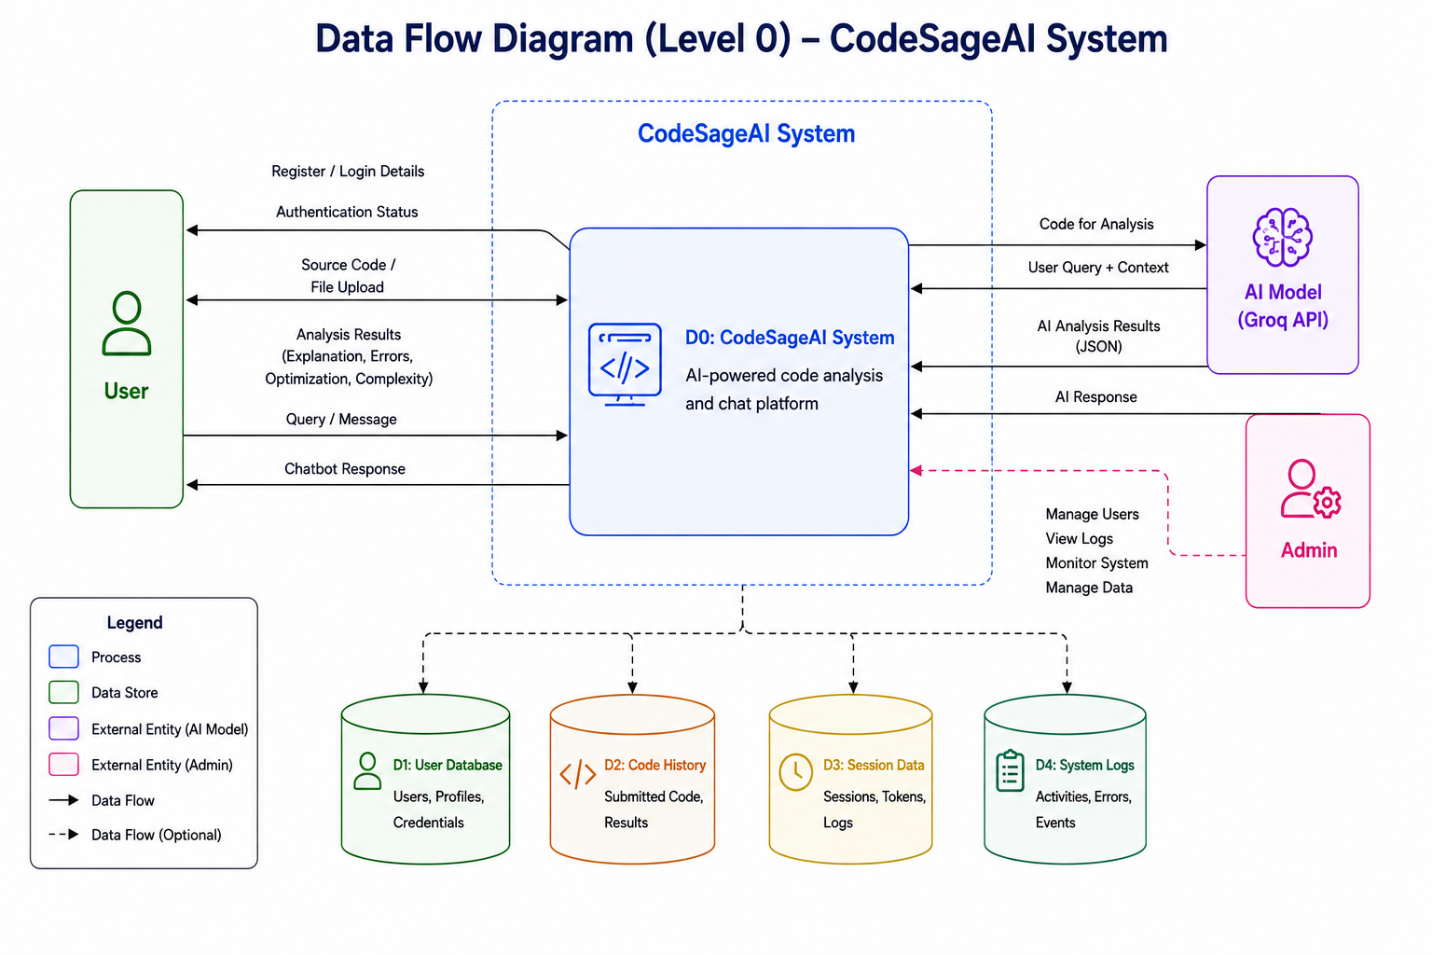 Data Flow Diagram (Level 0) – CodeSageAI System
CodeSageAI System
Register / Login Details
Authentication Status
Source Code /
File Upload
Analysis Results
(Explanation, Errors,
Optimization, Complexity)
Query / Message
Chatbot Response
User
D0: CodeSageAI System
AI-powered code analysis
and chat platform
Code for Analysis
User Query + Context
AI Analysis Results
(JSON)
AI Response
AI Model
(Groq API)
Admin
Manage Users
View Logs
Monitor System
Manage Data
Legend
Process
Data Store
External Entity (AI Model)
External Entity (Admin)
Data Flow
Data Flow (Optional)
D1: User Database
Users, Profiles,
Credentials
D2: Code History
Submitted Code,
Results
D3: Session Data
Sessions, Tokens,
Logs
D4: System Logs
Activities, Errors,
Events